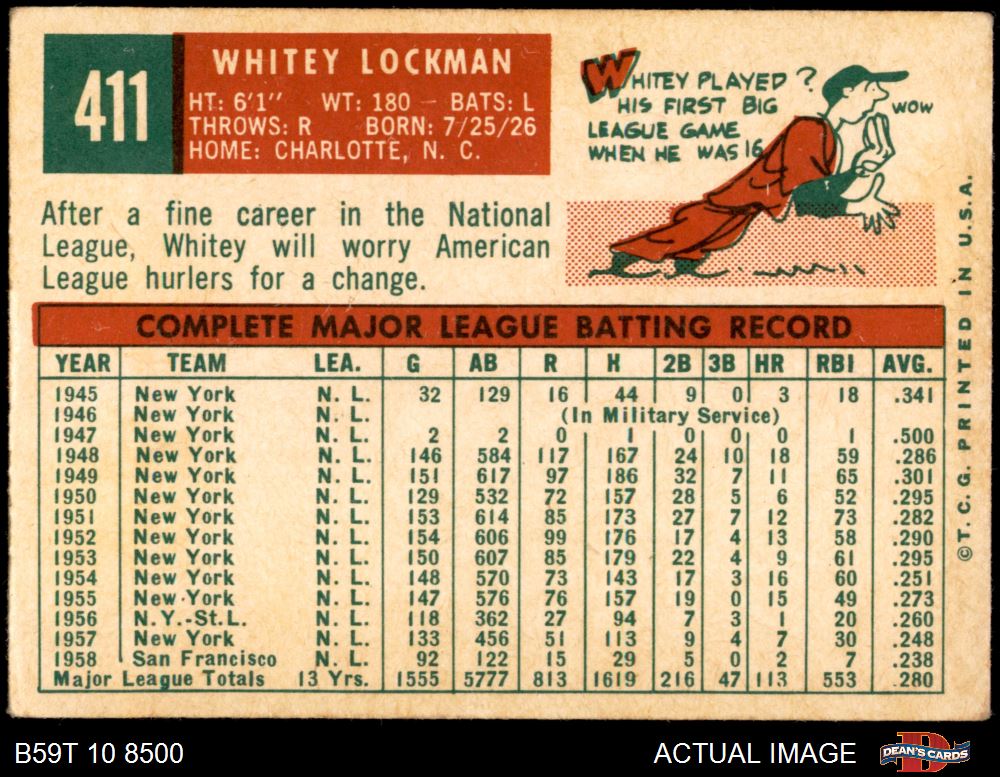 411
WHITEY LOCKMAN
HT: 6'1" WT: 180 — BATS: L
THROWS: R BORN: 7/25/26
HOME: CHARLOTTE, N. C.
WHITEY PLAYED ?
HIS FIRST BIG
LEAGUE GAME
WHEN HE WAS 16
WOW
After a fine career in the National
League, Whitey will worry American
League hurlers for a change.
COMPLETE MAJOR LEAGUE BATTING RECORD
YEAR TEAM LEA. G AB R H 2B 3B HR RBI AVG.
1945 New York N. L. 32 129 16 44 9 0 3 18 .341
1946 New York N. L. (In Military Service)
1947 New York N. L. 2 2 0 1 0 0 0 1 .500
1948 New York N. L. 146 584 117 167 24 10 18 59 .286
1949 New York N. L. 151 617 97 186 32 7 11 65 .301
1950 New York N. L. 129 532 72 157 28 5 6 52 .295
1951 New York N. L. 153 614 85 173 27 7 12 73 .282
1952 New York N. L. 154 606 99 176 17 4 13 58 .290
1953 New York N. L. 150 607 85 179 22 4 9 61 .295
1954 New York N. L. 148 570 73 143 17 3 16 60 .251
1955 New York N. L. 147 576 76 157 19 0 15 49 .273
1956 N.Y.-St.L. N. L. 118 362 27 94 7 3 1 20 .260
1957 New York N. L. 133 456 51 113 9 4 7 30 .248
1958 San Francisco N. L. 92 122 15 29 5 0 2 7 .238
Major League Totals 13 Yrs. 1555 5777 813 1619 216 47 113 553 .280
©T. C. G. PRINTED IN U.S.A.
B59T 10 8500
ACTUAL IMAGE
DEAN'S CARDS